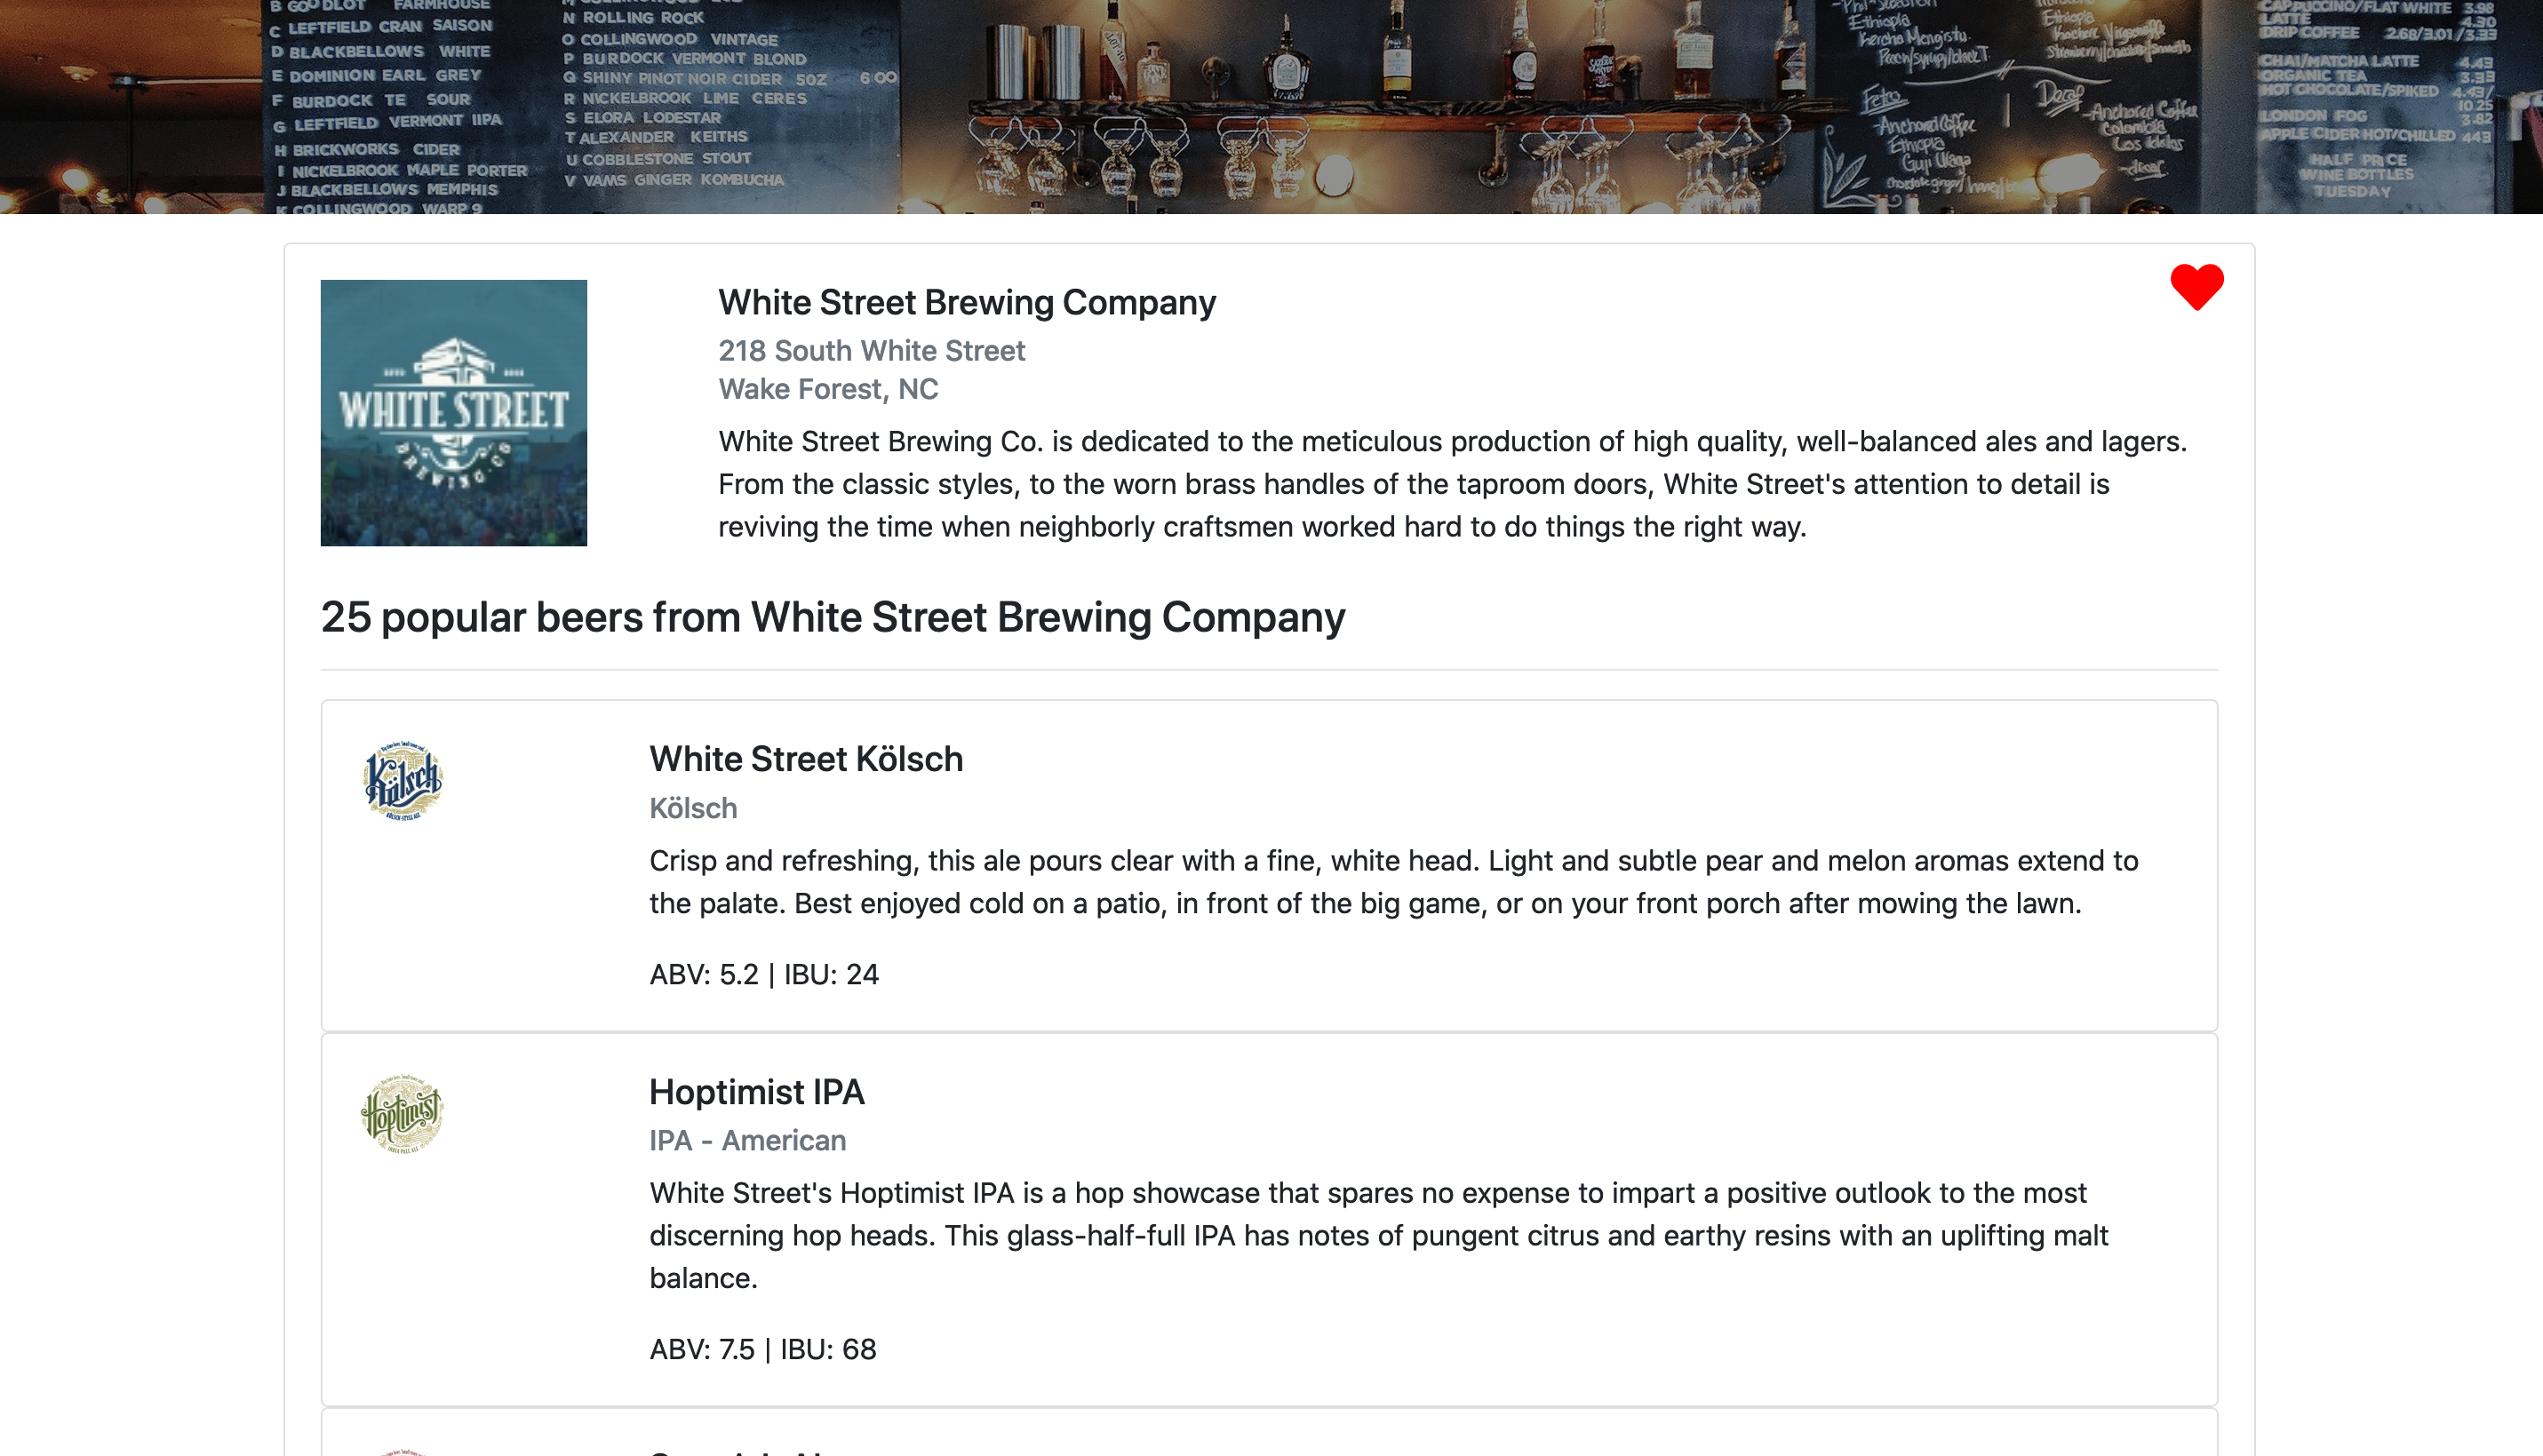 B GOODLOT FARMHOUSE
C LEFTFIELD CRAN SAISON
D BLACKBELLOWS WHITE
E DOMINION EARL GREY
F BURDOCK TE SOUR
G LEFTFIELD VERMONT IIPA
H BRICKWORKS CIDER
I NICKELBROOK MAPLE PORTER
J BLACKBELLOWS MEMPHIS
K COLLINGWOOD WARP 9
N ROLLING ROCK
O COLLINGWOOD VINTAGE
P BURDOCK VERMONT BLOND
Q SHINY PINOT NOIR CIDER 5OZ 6 00
R NICKELBROOK LIME CERES
S ELORA LODESTAR
T ALEXANDER KEITHS
U COBBLESTONE STOUT
V VAMS GINGER KOMBUCHA
Ethiopia
Kercha Mengistu
Ethiopia
Decaf
-Anchored Coffee
Ethiopia
Guji Uraga
-Anchored Coffee
Colombia
Los Idolos
-decaf
CAPPUCCINO/FLAT WHITE 3.98
LATTE 4.30
DRIP COFFEE 2.68/3.01/3.33
CHAI/MATCHA LATTE 4.43
ORGANIC TEA 3.33
HOT CHOCOLATE/SPIKED 4.43/
10.25
LONDON FOG 3.82
APPLE CIDER HOT/CHILLED 4.43
HALF PRICE
WINE BOTTLES
TUESDAY
WHITE STREET
BREWING CO
White Street Brewing Company
218 South White Street
Wake Forest, NC
White Street Brewing Co. is dedicated to the meticulous production of high quality, well-balanced ales and lagers.
From the classic styles, to the worn brass handles of the taproom doors, White Street's attention to detail is
reviving the time when neighborly craftsmen worked hard to do things the right way.
25 popular beers from White Street Brewing Company
Kölsch
KÖLSCH-STYLE ALE
White Street Kölsch
Kölsch
Crisp and refreshing, this ale pours clear with a fine, white head. Light and subtle pear and melon aromas extend to
the palate. Best enjoyed cold on a patio, in front of the big game, or on your front porch after mowing the lawn.
ABV: 5.2 | IBU: 24
Hoptimist
INDIA PALE ALE
Hoptimist IPA
IPA - American
White Street's Hoptimist IPA is a hop showcase that spares no expense to impart a positive outlook to the most
discerning hop heads. This glass-half-full IPA has notes of pungent citrus and earthy resins with an uplifting malt
balance.
ABV: 7.5 | IBU: 68